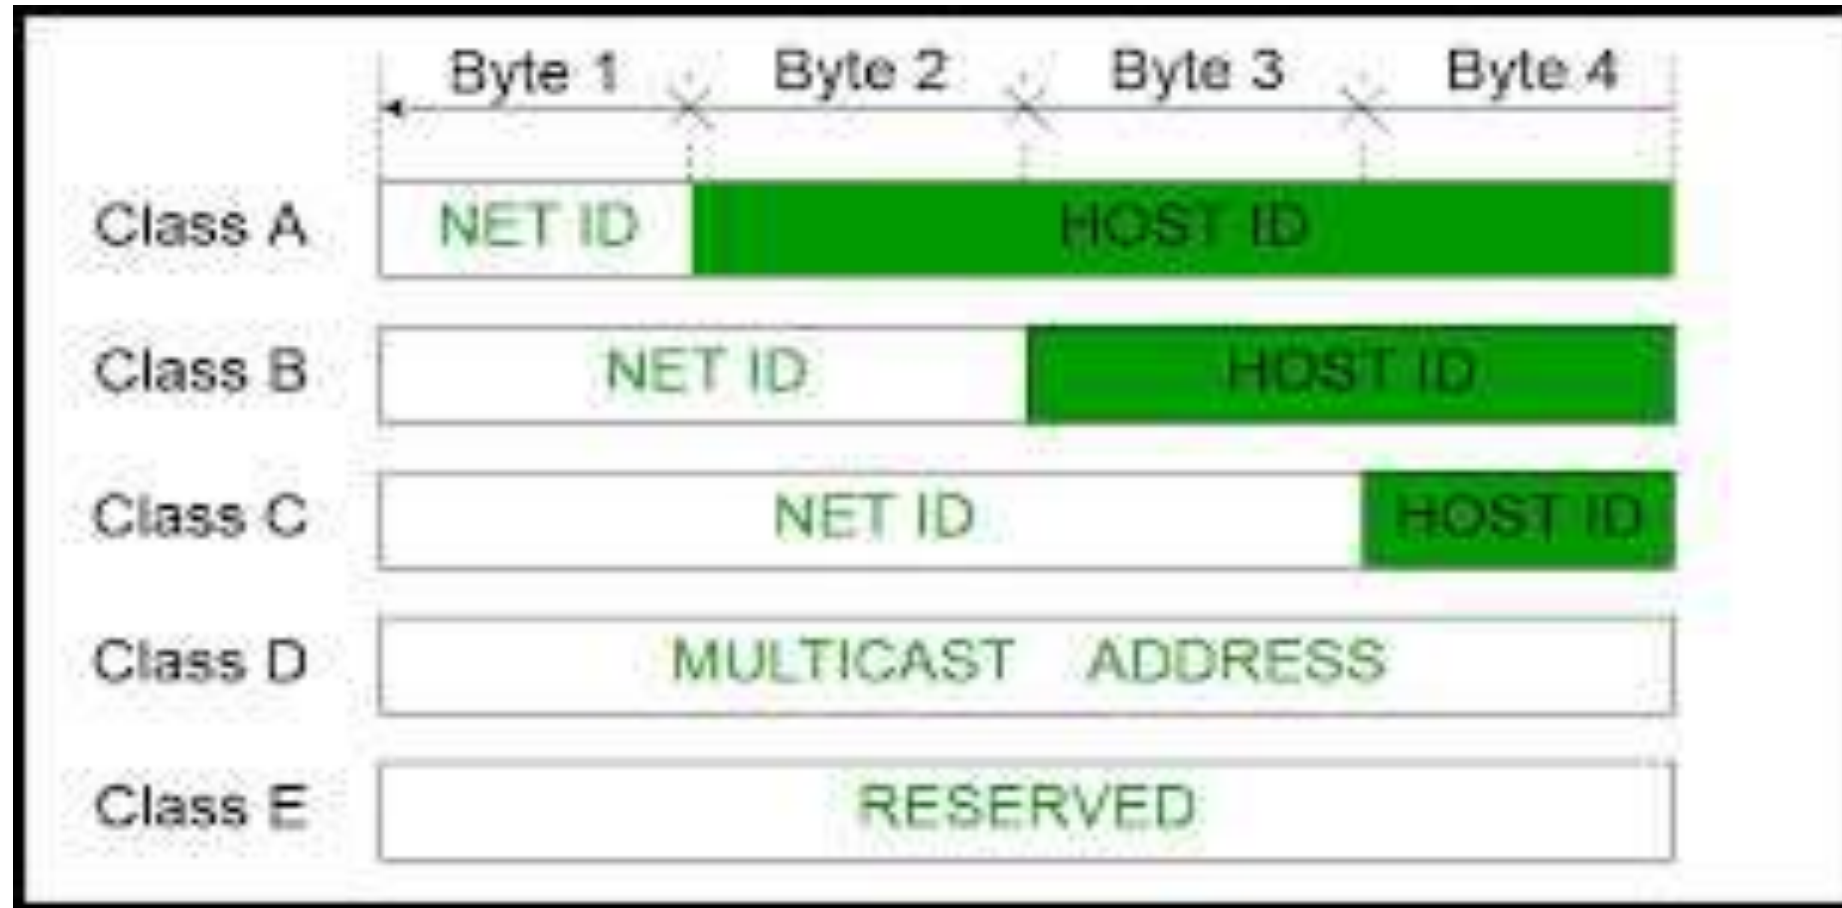 Byte 1 Byte 2 Byte 3 Byte 4
Class A NET ID HOST ID
Class B NET ID HOST ID
Class C NET ID HOST ID
Class D MULTICAST ADDRESS
Class E RESERVED